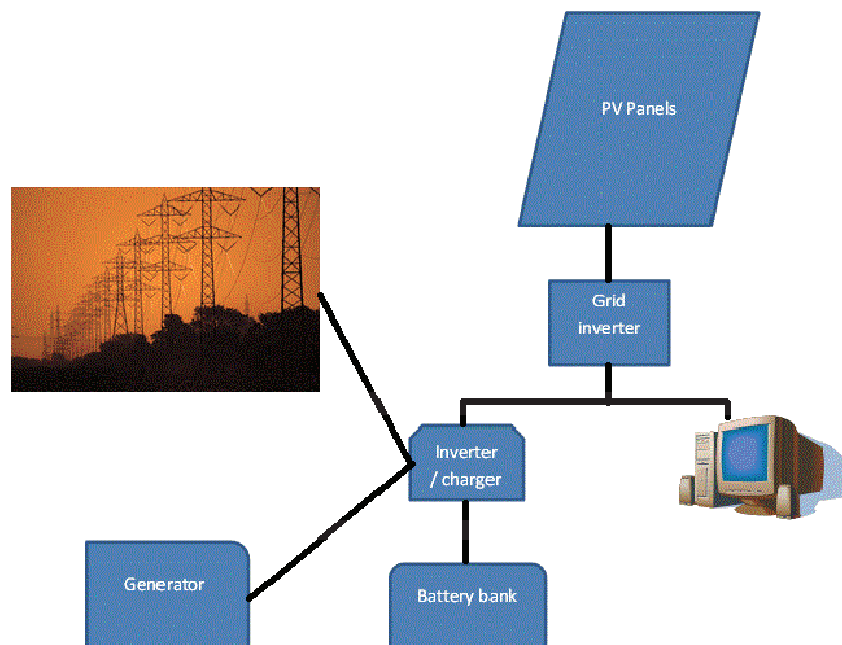 PV Panels
Grid
inverter
Inverter
/ charger
Generator
Battery bank